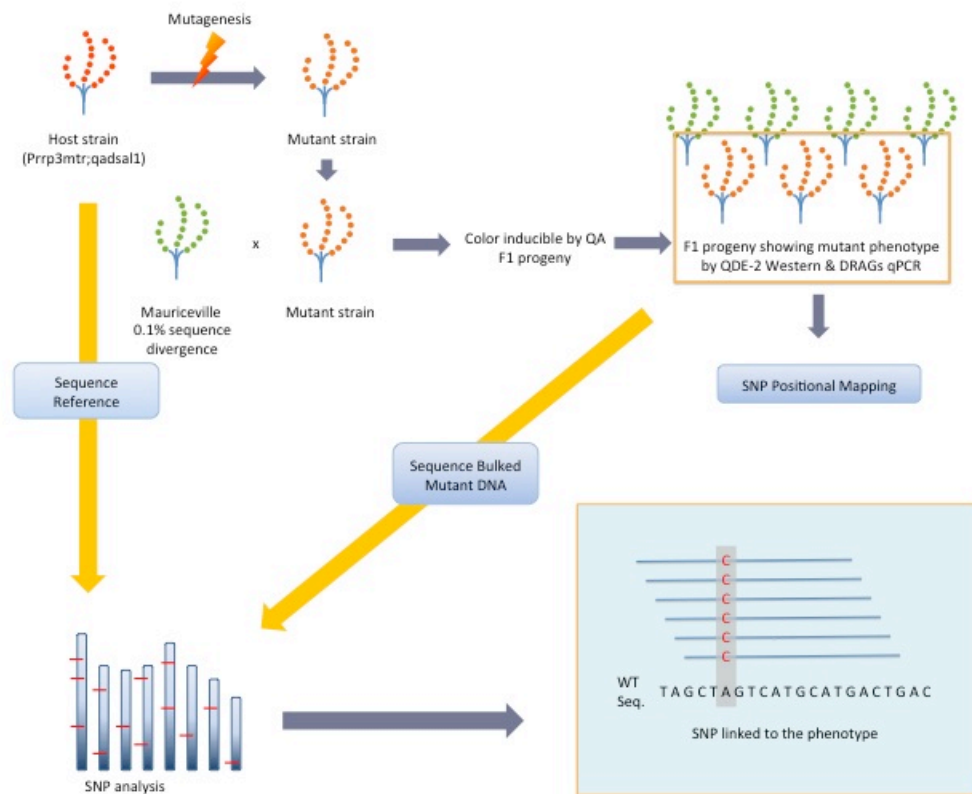 Mutagenesis
Host strain
(Prrp3mtr;qadsal1)
Mutant strain
Mauriceville
0.1% sequence
divergence
x
Mutant strain
Color inducible by QA
F1 progeny
F1 progeny showing mutant phenotype
by QDE-2 Western & DRAGs qPCR
Sequence
Reference
SNP Positional Mapping
Sequence Bulked
Mutant DNA
C
C
C
C
C
C
WT
Seq.
T A G C T A G T C A T G C A T G A C T G A C
SNP linked to the phenotype
SNP analysis